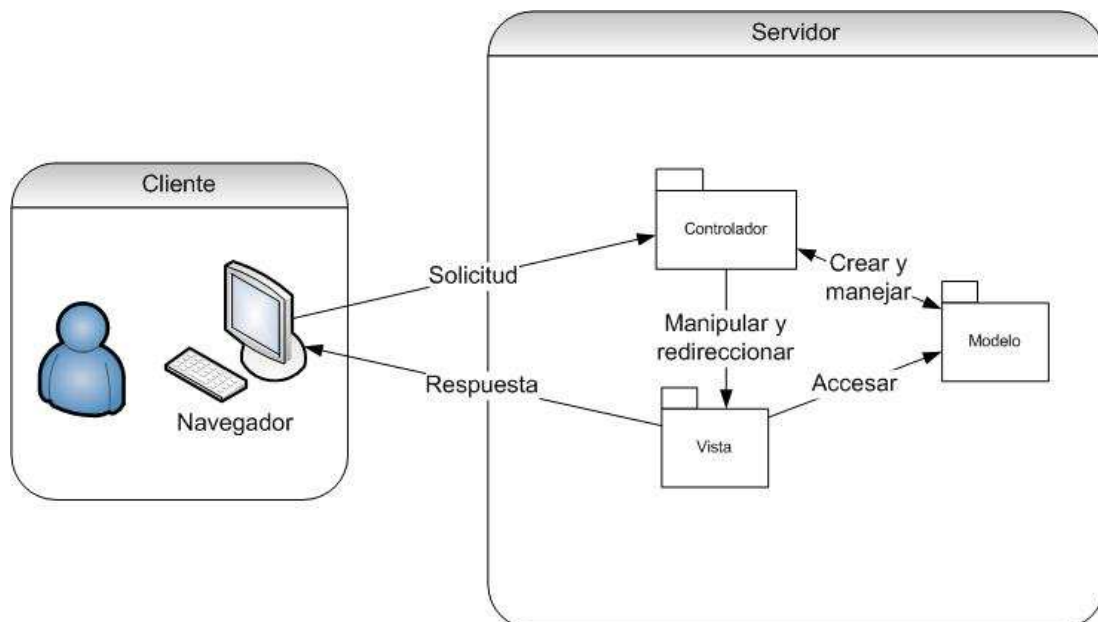 Servidor
Cliente
Controlador
Solicitud
Crear y
manejar
Manipular y
redireccionar
Modelo
Respuesta
Accesar
Navegador
Vista